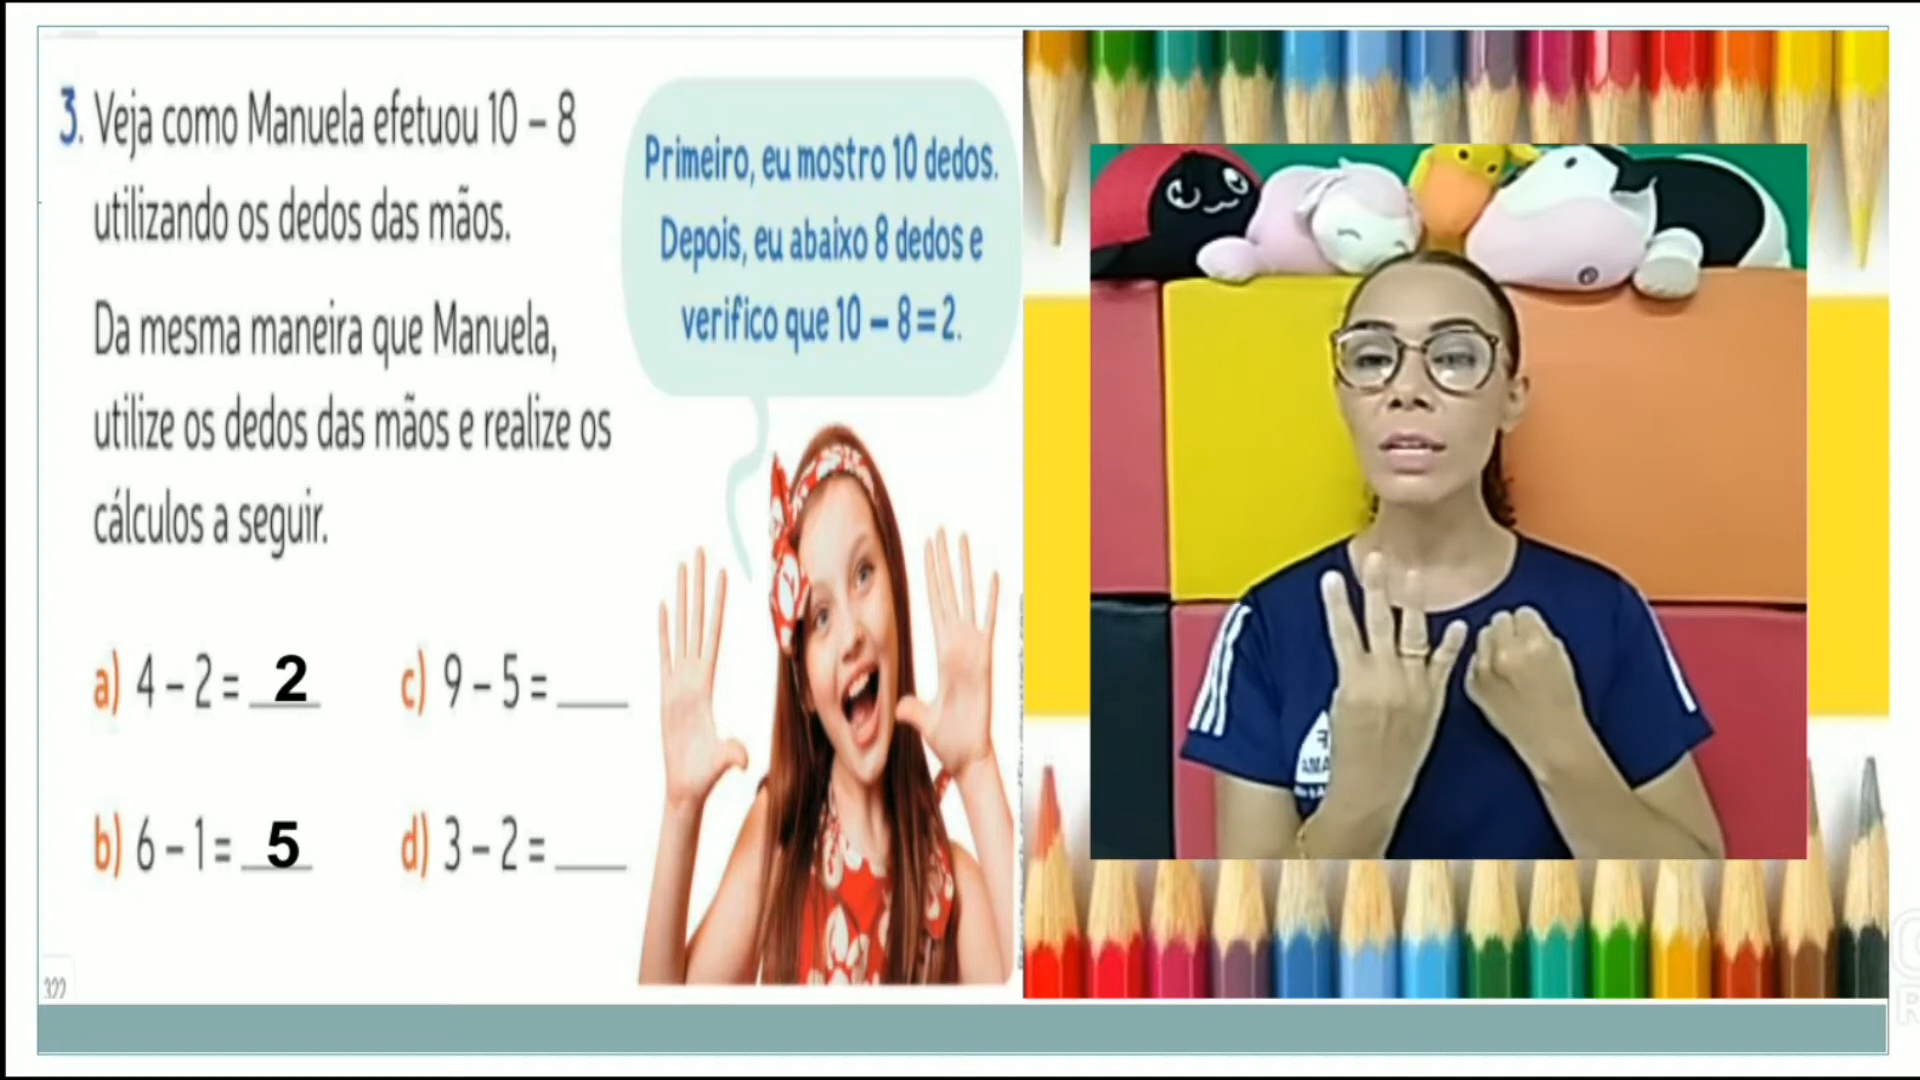 3. Veja como Manuela efetuou 10 – 8
utilizando os dedos das mãos.
Da mesma maneira que Manuela,
utilize os dedos das mãos e realize os
cálculos a seguir.
Primeiro, eu mostro 10 dedos.
Depois, eu abaixo 8 dedos e
verifico que 10 – 8 = 2.
a) 4 – 2 = 2
c) 9 – 5 = ____
b) 6 – 1 = 5
d) 3 – 2 = ____
322